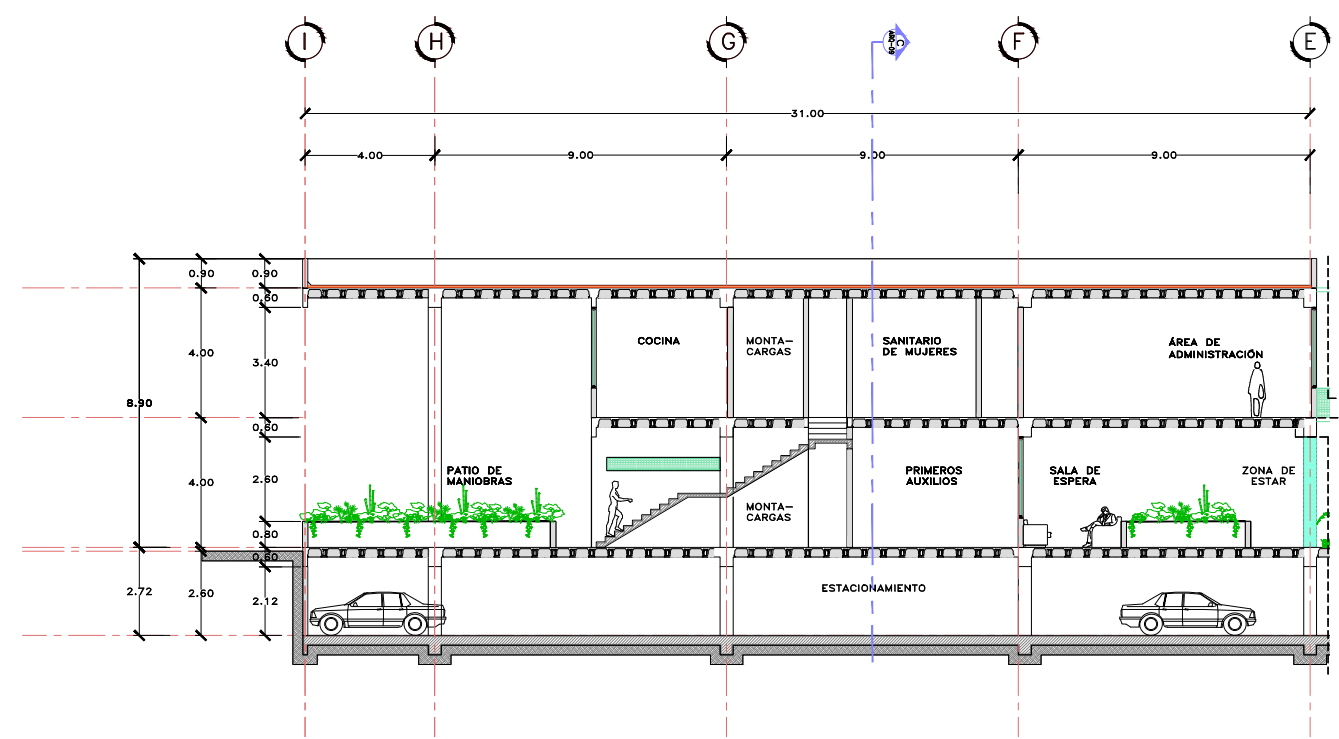 I
H
G
C
ARQ-09
F
E
31.00
4.00
9.00
9.00
9.00
0.90
0.90
0.60
COCINA
MONTA-
CARGAS
SANITARIO
DE MUJERES
ÁREA DE
ADMINISTRACIÓN
4.00
3.40
8.90
0.60
PATIO DE
MANIOBRAS
PRIMEROS
AUXILIOS
SALA DE
ESPERA
ZONA DE
ESTAR
4.00
2.60
MONTA-
CARGAS
0.80
0.60
ESTACIONAMIENTO
2.72
2.60
2.12